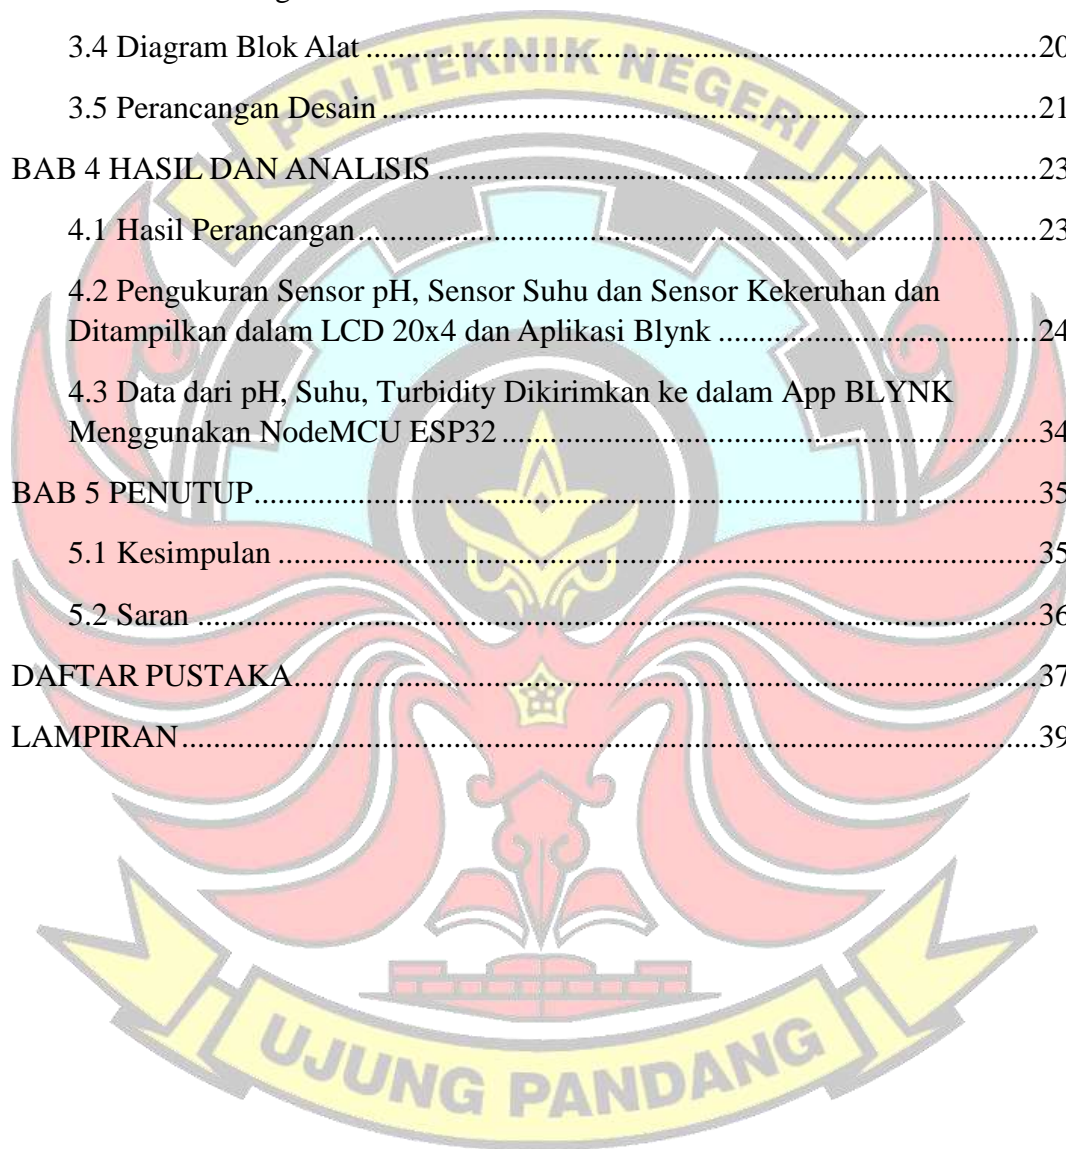 3.4 Diagram Blok Alat ........................................................................................ 20
3.5 Perancangan Desain ...................................................................................... 21
BAB 4 HASIL DAN ANALISIS ............................................................................ 23
4.1 Hasil Perancangan ......................................................................................... 23
4.2 Pengukuran Sensor pH, Sensor Suhu dan Sensor Kekeruhan dan
Ditampilkan dalam LCD 20x4 dan Aplikasi Blynk ......................................... 24
4.3 Data dari pH, Suhu, Turbidity Dikirimkan ke dalam App BLYNK
Menggunakan NodeMCU ESP32 .................................................................... 34
BAB 5 PENUTUP .................................................................................................. 35
5.1 Kesimpulan .................................................................................................... 35
5.2 Saran .............................................................................................................. 36
DAFTAR PUSTAKA ............................................................................................. 37
LAMPIRAN ........................................................................................................... 39
POLITEKNIK NEGERI
UJUNG PANDANG